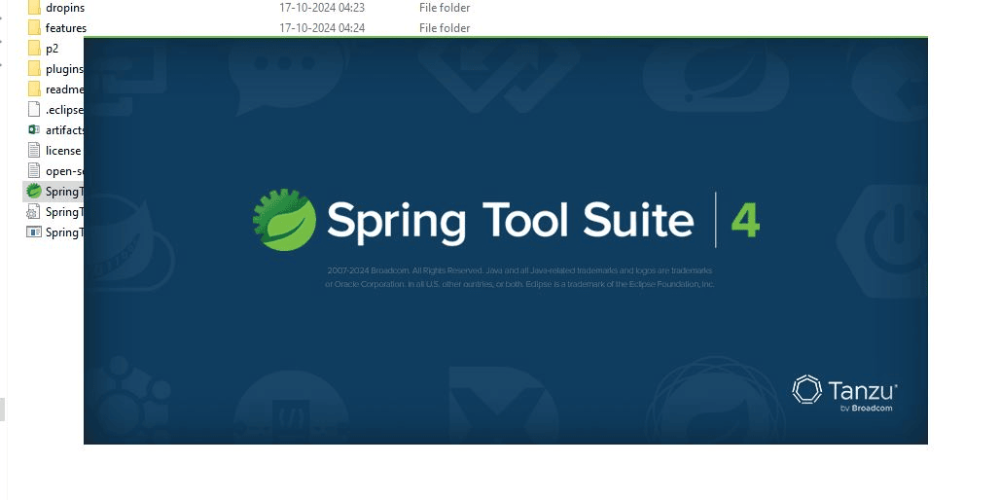 dropins 17-10-2024 04:23 File folder
features 17-10-2024 04:24 File folder
p2
plugins
readme
.eclipse
artifacts
license
open-so
SpringT
SpringT
SpringT
Spring Tool Suite 4
2007-2024 Broadcom. All Rights Reserved. Java and all Java-related trademarks and logos are trademarks
of Oracle Corporation. In all U.S. other ountries, or both. Eclipse is a trademark of the Eclipse Foundation, Inc.
Tanzu
by Broadcom